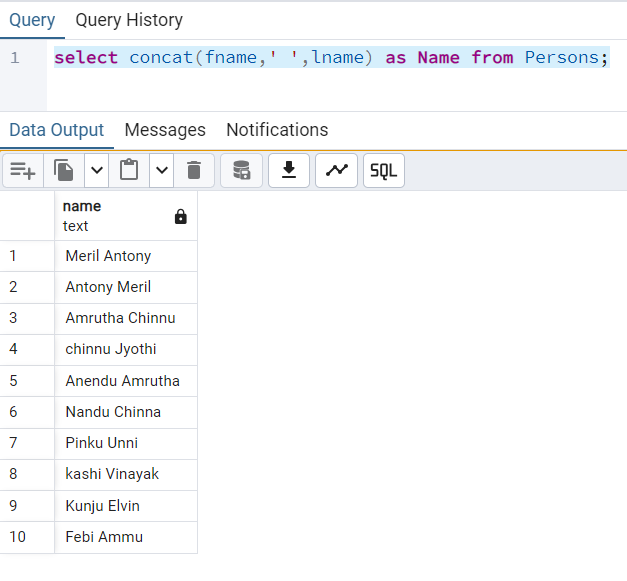 Query Query History
1 select concat(fname,' ',lname) as Name from Persons;
Data Output Messages Notifications
SQL
name
text
1 Meril Antony
2 Antony Meril
3 Amrutha Chinnu
4 chinnu Jyothi
5 Anendu Amrutha
6 Nandu Chinna
7 Pinku Unni
8 kashi Vinayak
9 Kunju Elvin
10 Febi Ammu